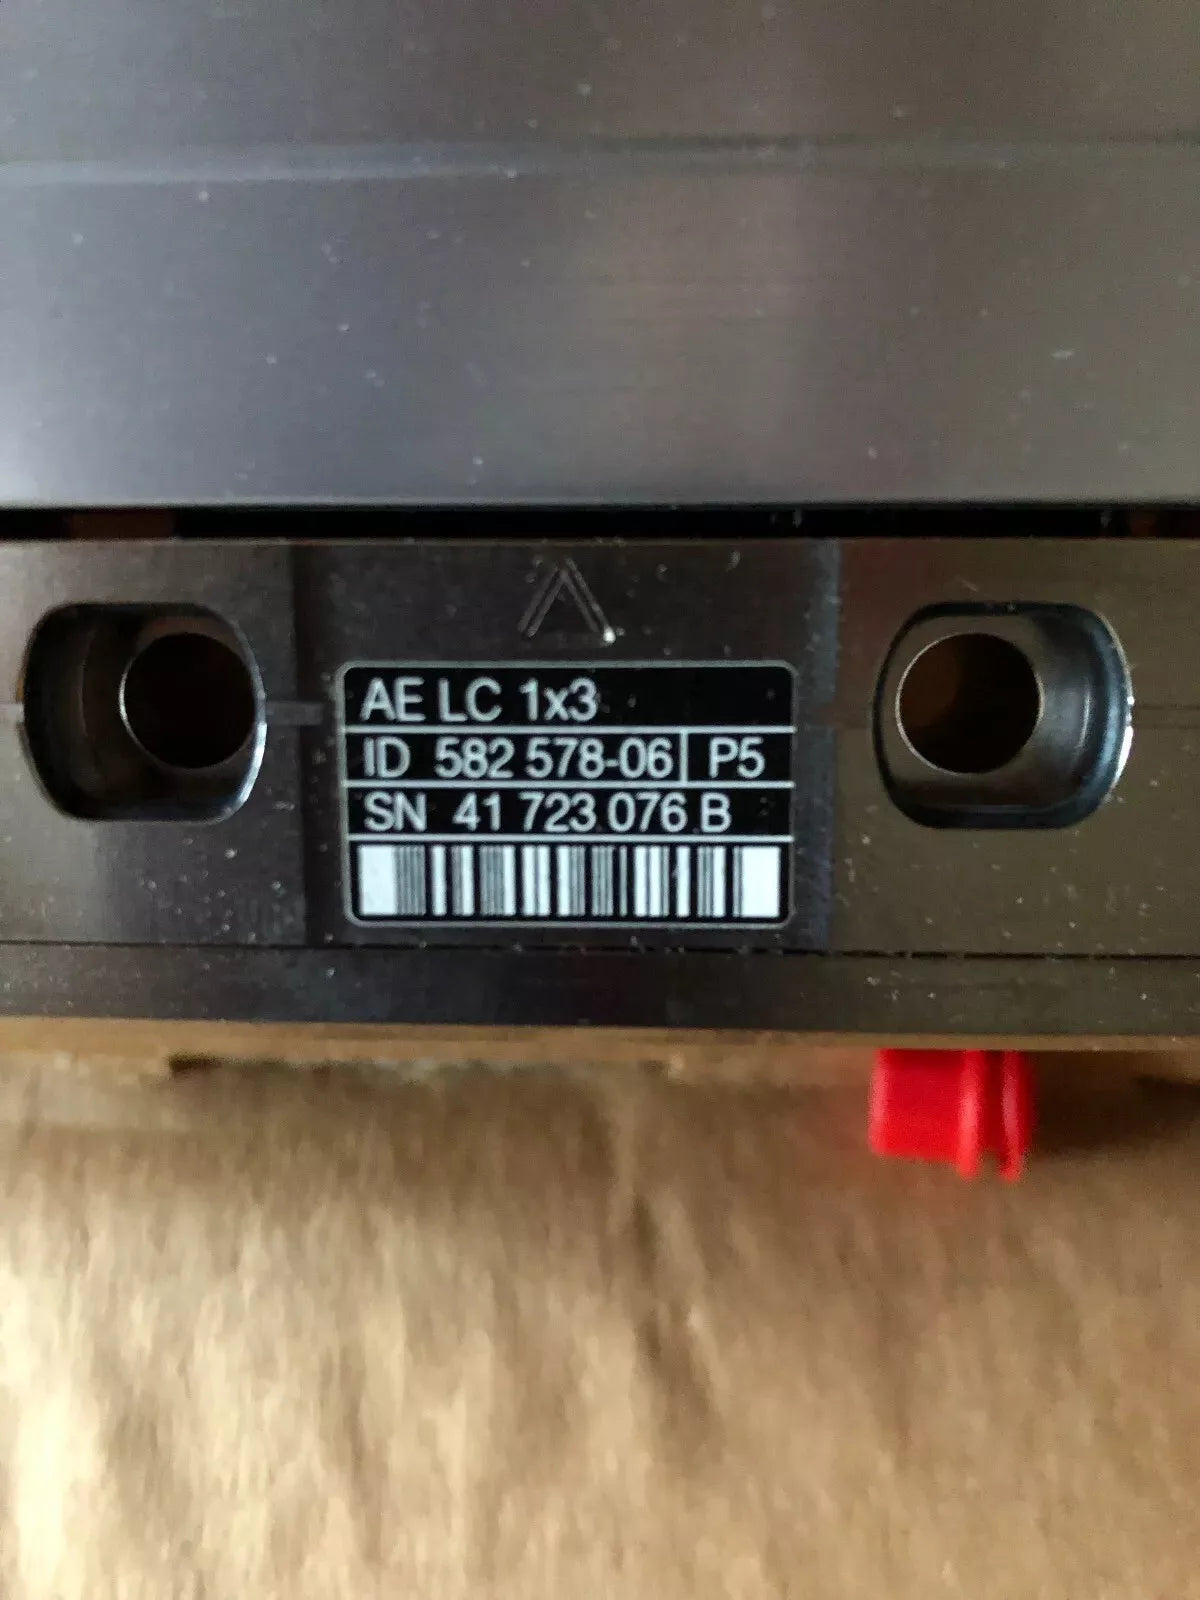 AE LC 1x3
ID 582 578-06 P5
SN 41 723 076 B